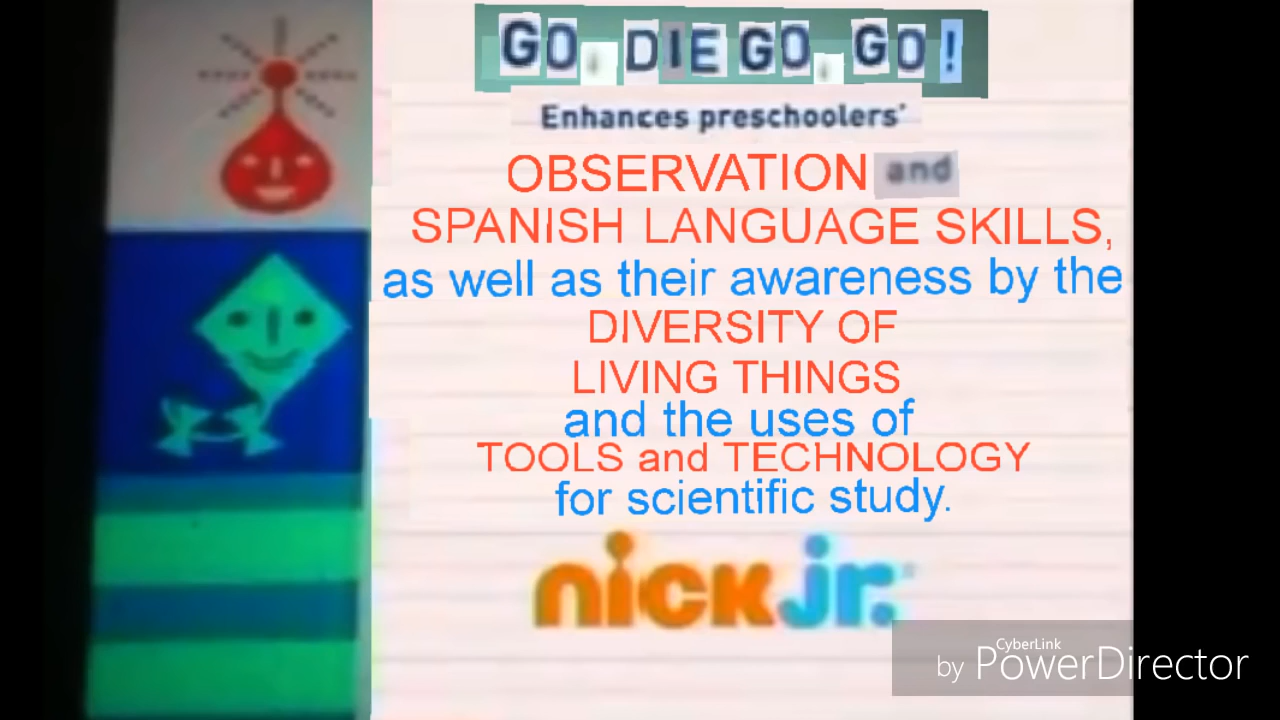 GO, DIEGO, GO!
Enhances preschoolers'
OBSERVATION and
SPANISH LANGUAGE SKILLS,
as well as their awareness by the
DIVERSITY OF
LIVING THINGS
and the uses of
TOOLS and TECHNOLOGY
for scientific study.
nick jr.
CyberLink
by PowerDirector